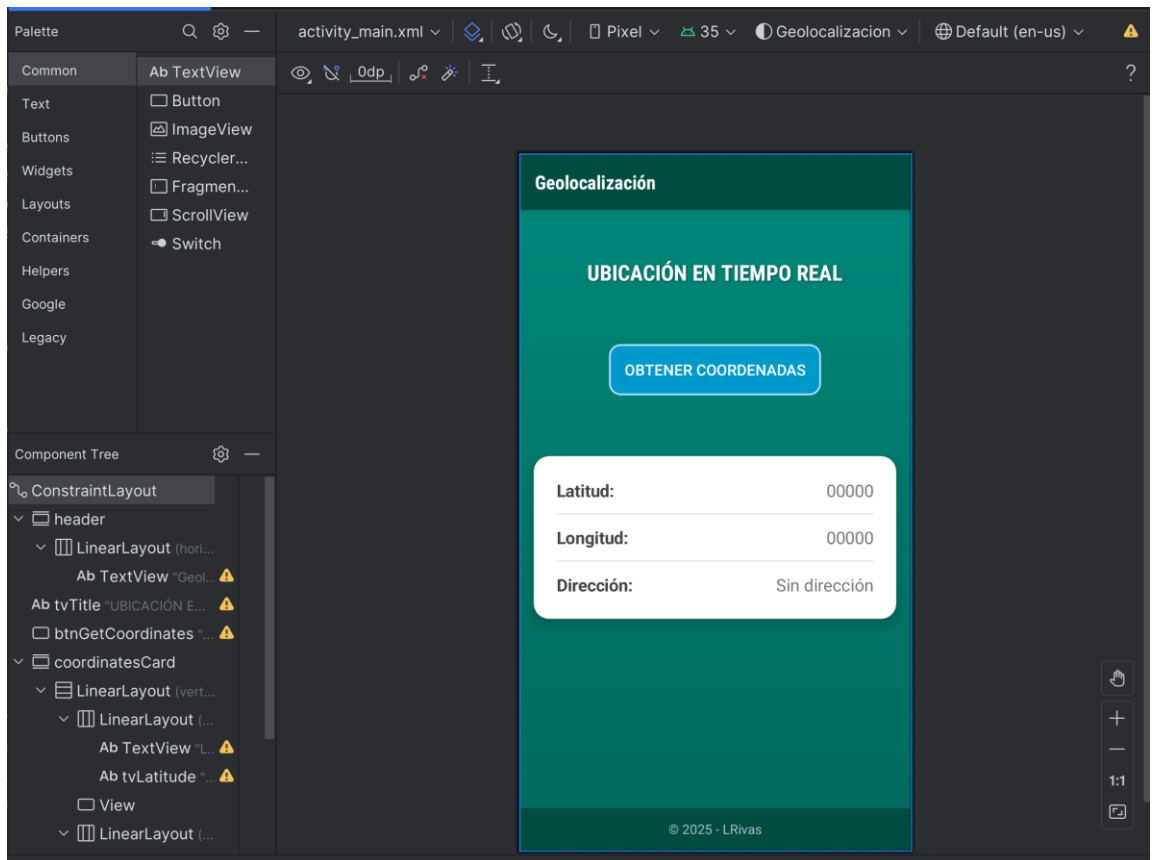 Palette
activity_main.xml
Pixel
35
Geolocalizacion
Default (en-us)
Common
Text
Buttons
Widgets
Layouts
Containers
Helpers
Google
Legacy
Ab TextView
Button
ImageView
Recycler...
Fragmen...
ScrollView
Switch
0dp
?
Component Tree
ConstraintLayout
header
LinearLayout (hori...
Ab TextView "Geol...
Ab tvTitle "UBICACIÓN E...
btnGetCoordinates "...
coordinatesCard
LinearLayout (vert...
LinearLayout (...
Ab TextView "L...
Ab tvLatitude "...
View
LinearLayout (...
Geolocalización
UBICACIÓN EN TIEMPO REAL
OBTENER COORDENADAS
Latitud: 00000
Longitud: 00000
Dirección: Sin dirección
© 2025 - LRivas
1:1